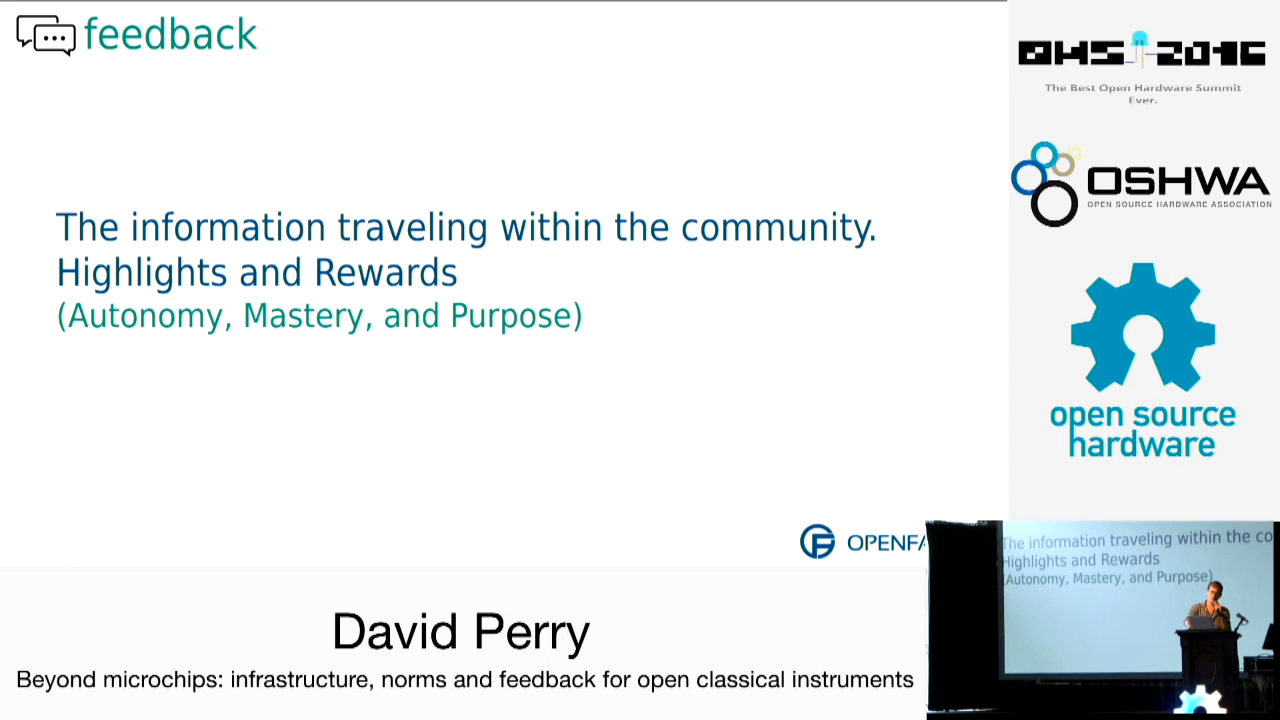 feedback
The information traveling within the community.
Highlights and Rewards
(Autonomy, Mastery, and Purpose)
OHS 2016
The Best Open Hardware Summit
Ever.
OSHWA
OPEN SOURCE HARDWARE ASSOCIATION
open source
hardware
OPENFA
The information traveling within the co
Highlights and Rewards
(Autonomy, Mastery, and Purpose)
David Perry
Beyond microchips: infrastructure, norms and feedback for open classical instruments